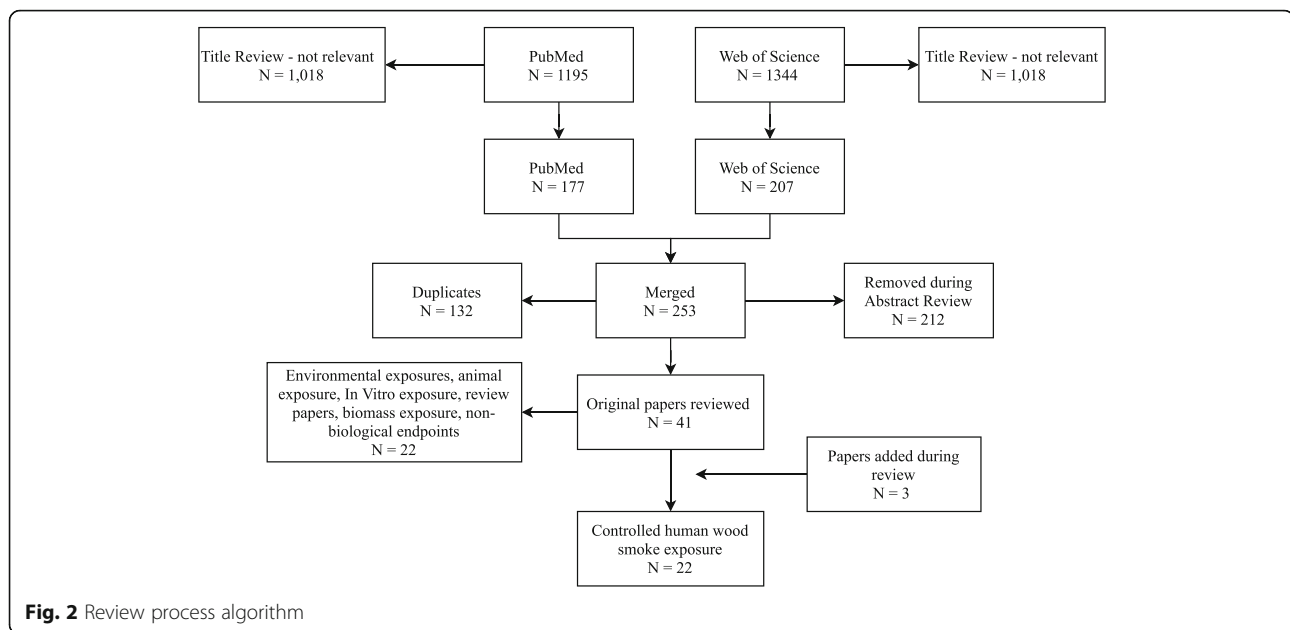 Title Review - not relevant
N = 1,018
PubMed
N = 1195
Web of Science
N = 1344
Title Review - not relevant
N = 1,018
PubMed
N = 177
Web of Science
N = 207
Duplicates
N = 132
Merged
N = 253
Removed during
Abstract Review
N = 212
Environmental exposures, animal
exposure, In Vitro exposure, review
papers, biomass exposure, non-
biological endpoints
N = 22
Original papers reviewed
N = 41
Papers added during
review
N = 3
Controlled human wood
smoke exposure
N = 22
Fig. 2 Review process algorithm